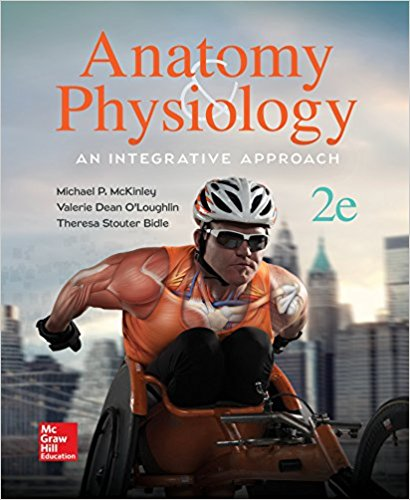 Anatomy
&
Physiology
AN INTEGRATIVE APPROACH
Michael P. McKinley
Valerie Dean O'Loughlin
Theresa Stouter Bidle
2e
Mc
Graw
Hill
Education